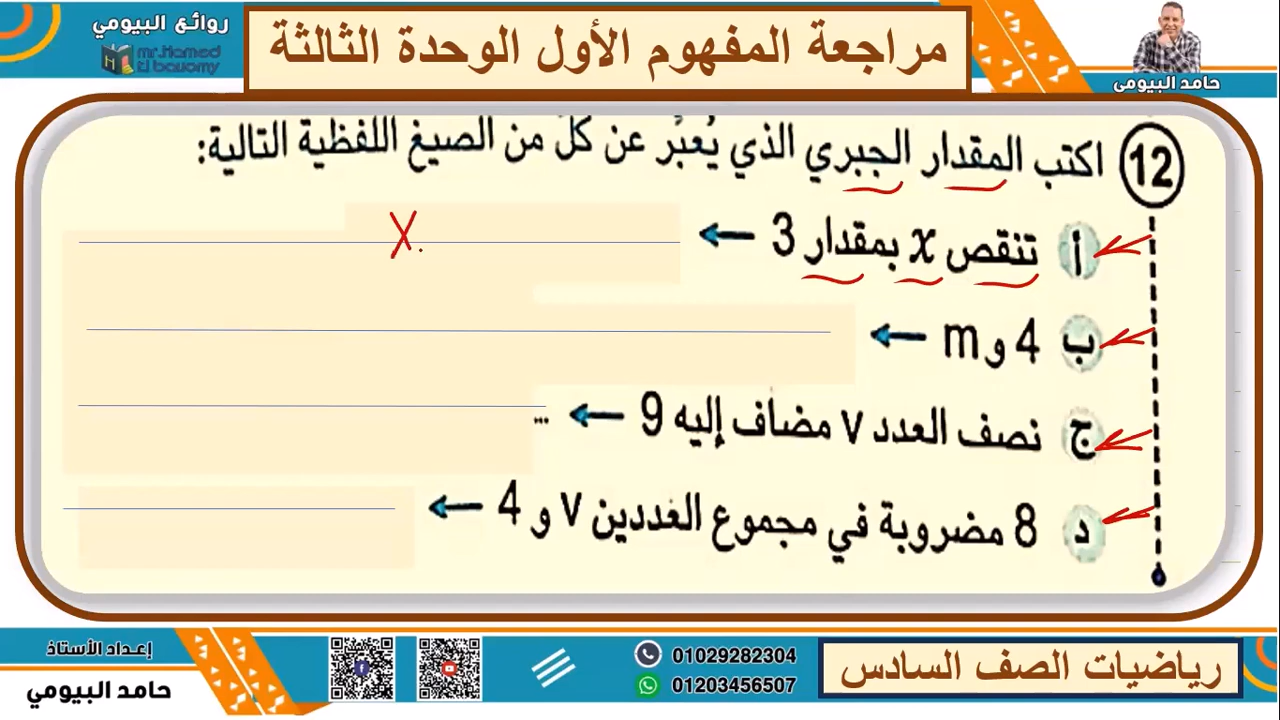 روائع البيومي
mr.Hamed
El bauomy
مراجعة المفهوم الأول الوحدة الثالثة
حامد البيومى
12 اكتب المقدار الجبري الذي يُعبِّر عن كلٍّ من الصيغ اللفظية التالية:
أ تنقص x بمقدار 3 ← X
ب 4 و m ←
ج نصف العدد v مضاف إليه 9 ← ...
د 8 مضروبة في مجموع العددين v و 4 ←
إعداد الأستاذ
حامد البيومي
01029282304
01203456507
رياضيات الصف السادس